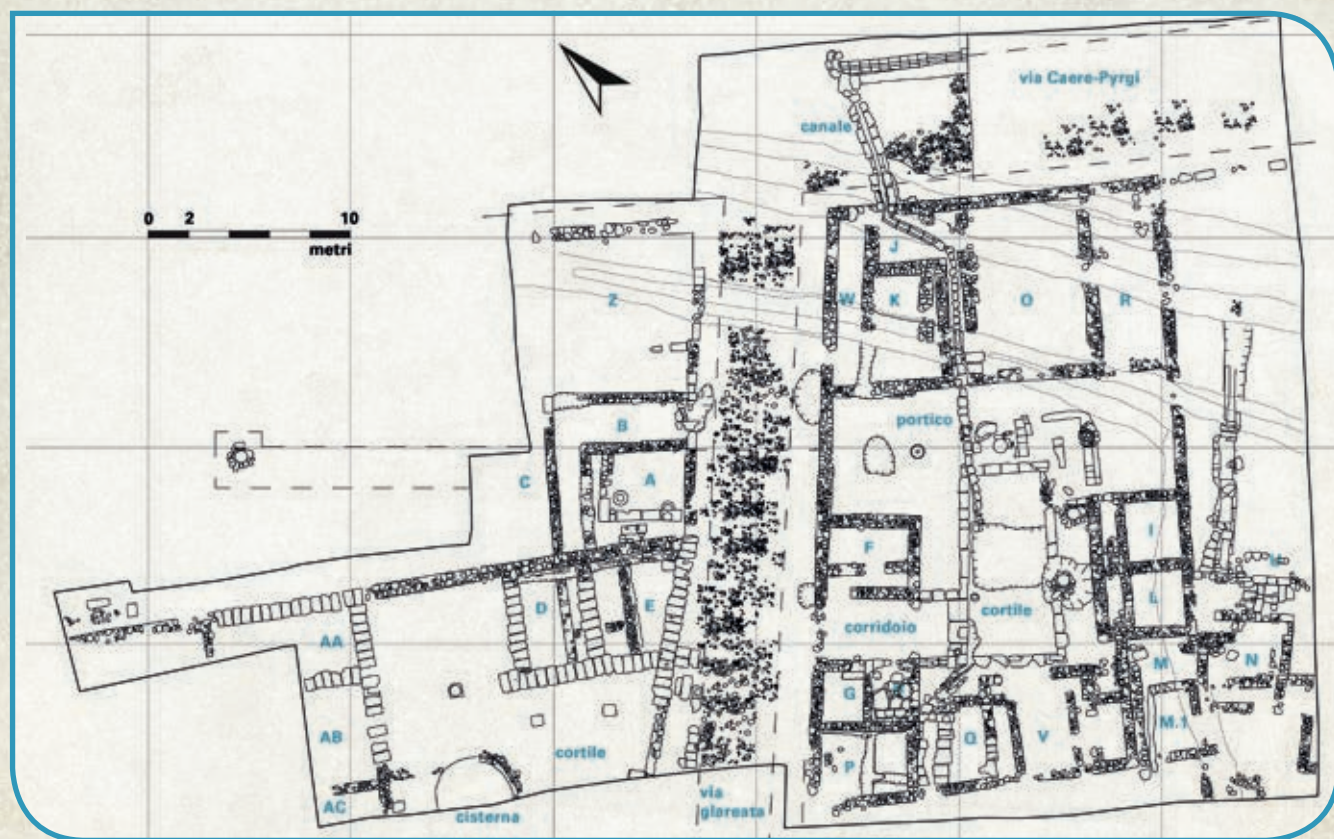 via Caere-Pyrgi
canale
0 2 10
metri
J
Z
W
K
O
R
B
portico
C
A
F
I
D
E
L
cortile
corridoio
AA
M
N
G
M.1
AB
Q
V
P
cortile
AC
cisterna
via
glareata